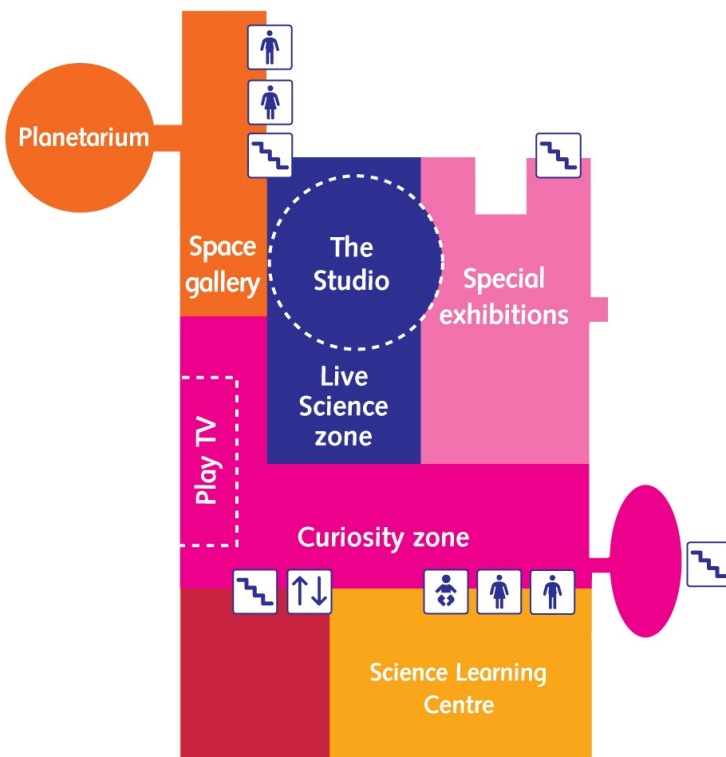 Planetarium
Space
gallery
The
Studio
Special
exhibitions
Live
Science
zone
Play TV
Curiosity zone
Science Learning
Centre